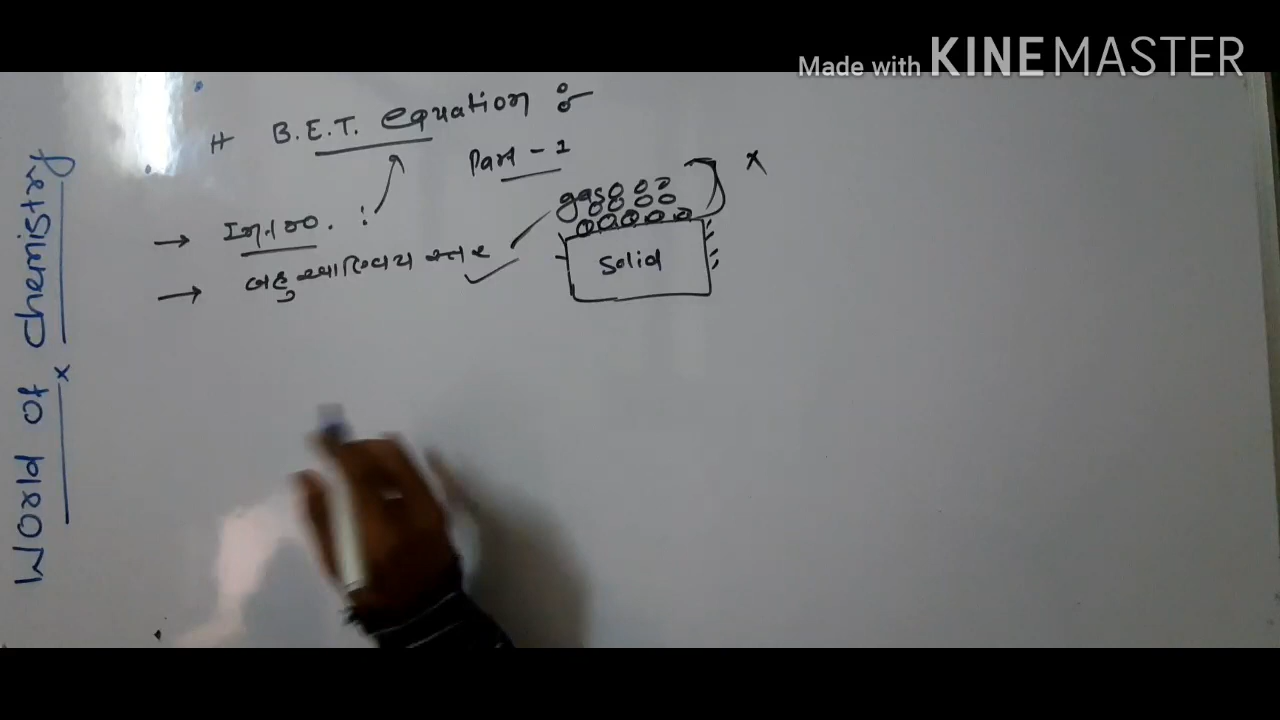 Made with KINEMASTER
# B.E.T. equation :-
Part - 1
→ Intro. :
→ બહુઆણ્વિય સ્તર
gas
x
Solid
World of chemistry
x